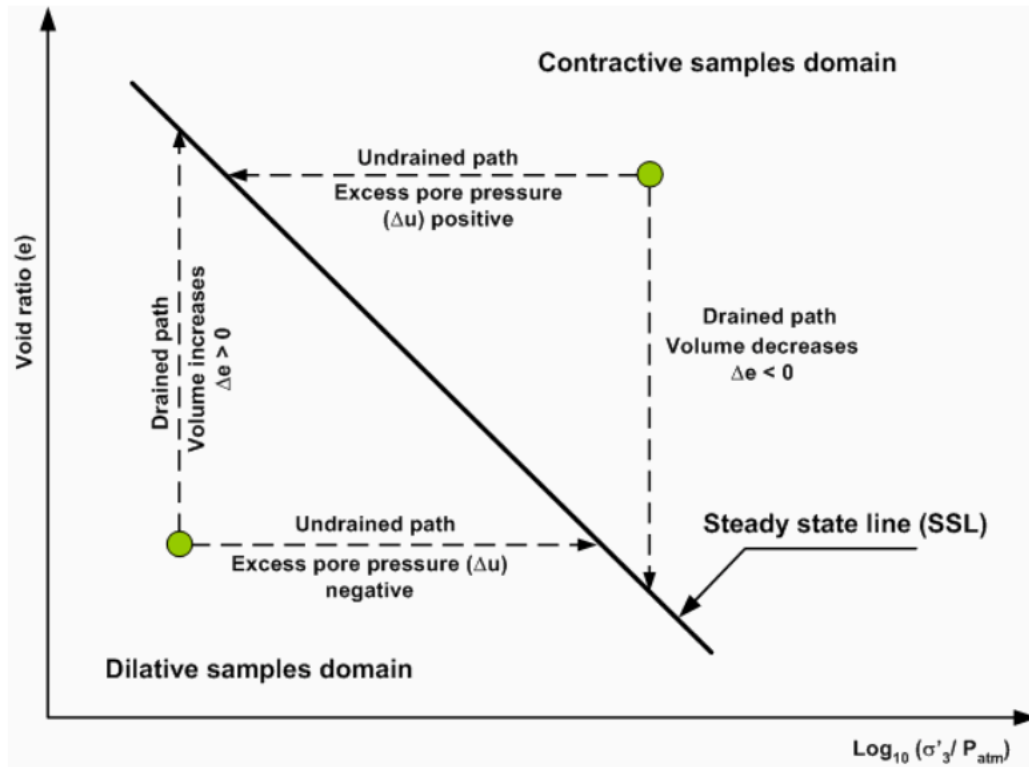 Contractive samples domain
Undrained path
Excess pore pressure
(Δu) positive
Void ratio (e)
Drained path
Volume increases
Δe > 0
Drained path
Volume decreases
Δe < 0
Undrained path
Excess pore pressure (Δu)
negative
Steady state line (SSL)
Dilative samples domain
Log₁₀ (σ'₃/ Pₐₜₘ)